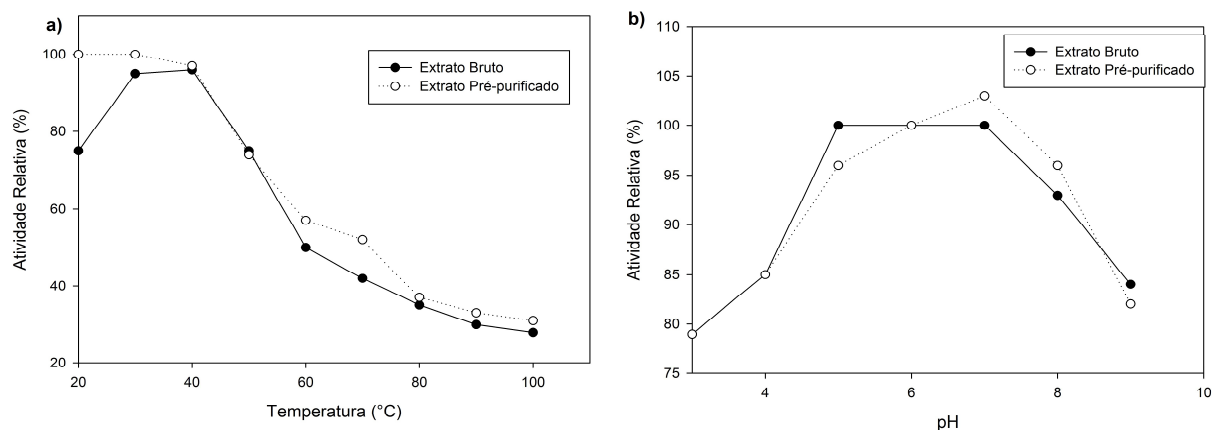 a)
Atividade Relativa (%)
100
80
60
40
20
20
40
60
80
100
Temperatura (°C)
Extrato Bruto
Extrato Pré-purificado
b)
Atividade Relativa (%)
110
105
100
95
90
85
80
75
4
6
8
10
pH
Extrato Bruto
Extrato Pré-purificado